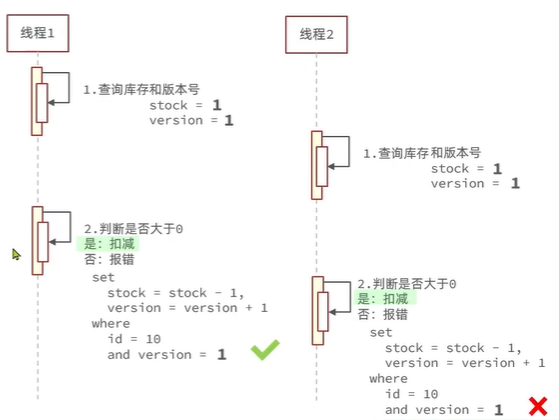 线程1
1.查询库存和版本号
stock = 1
version = 1
2.判断是否大于0
是: 扣减
否: 报错
set
stock = stock - 1,
version = version + 1
where
id = 10
and version = 1
线程2
1.查询库存和版本号
stock = 1
version = 1
2.判断是否大于0
是: 扣减
否: 报错
set
stock = stock - 1,
version = version + 1
where
id = 10
and version = 1